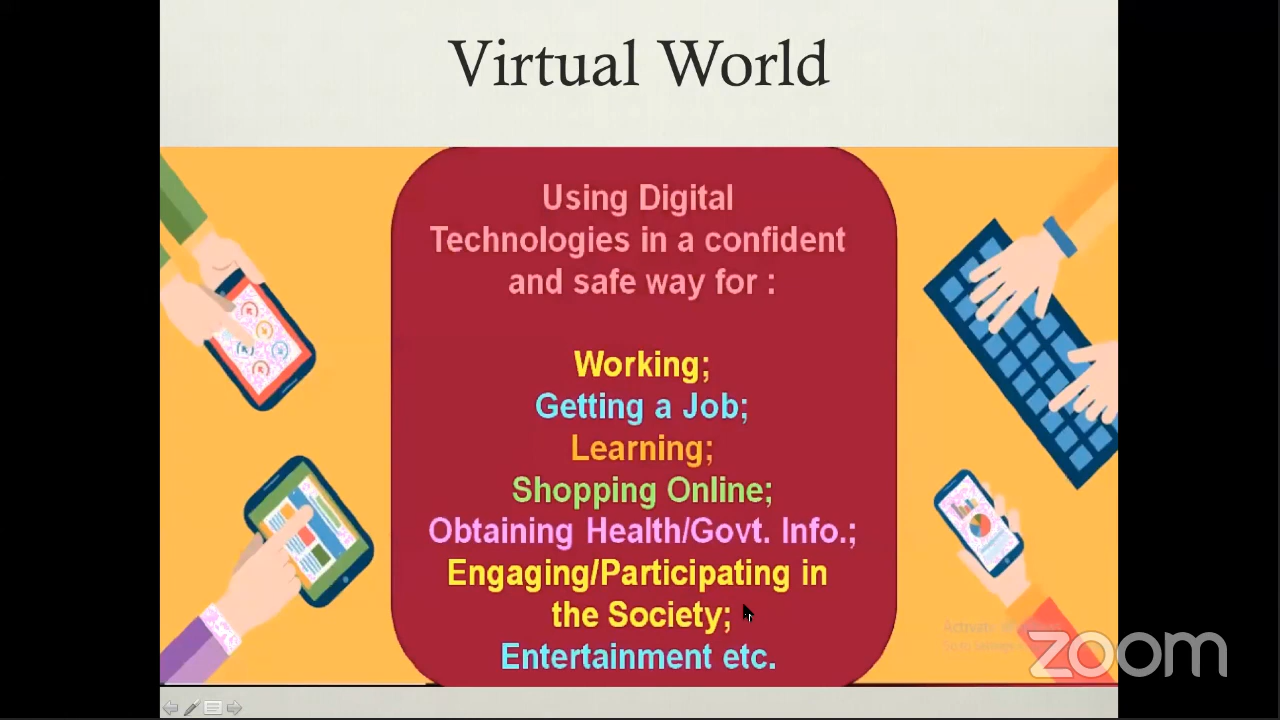 Virtual World
Using Digital
Technologies in a confident
and safe way for :
Working;
Getting a Job;
Learning;
Shopping Online;
Obtaining Health/Govt. Info.;
Engaging/Participating in
the Society;
Entertainment etc.
Activate
zoom